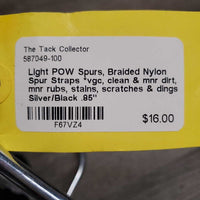 The Tack Collector
587049-100
Light POW Spurs, Braided Nylon
Spur Straps *vgc, clean & mnr dirt,
mnr rubs, stains, scratches & dings
Silver/Black .85"
$16.00
F67VZ4